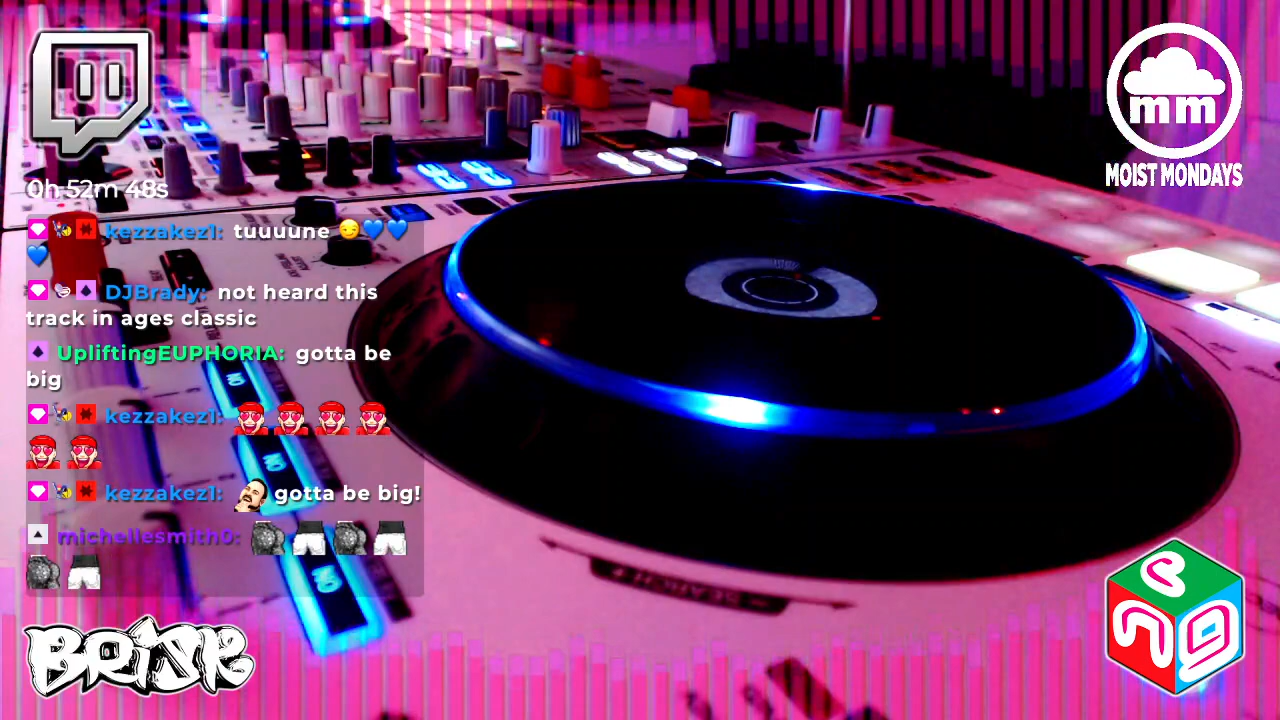 0h 52m 48s
kezzakez1: tuuuune 😏💙💙
💙
DJBrady: not heard this
track in ages classic
UpliftingEUPHORIA: gotta be
big
kezzakez1:
kezzakez1: gotta be big!
michellesmith0:
mm
MOIST MONDAYS
BRISK